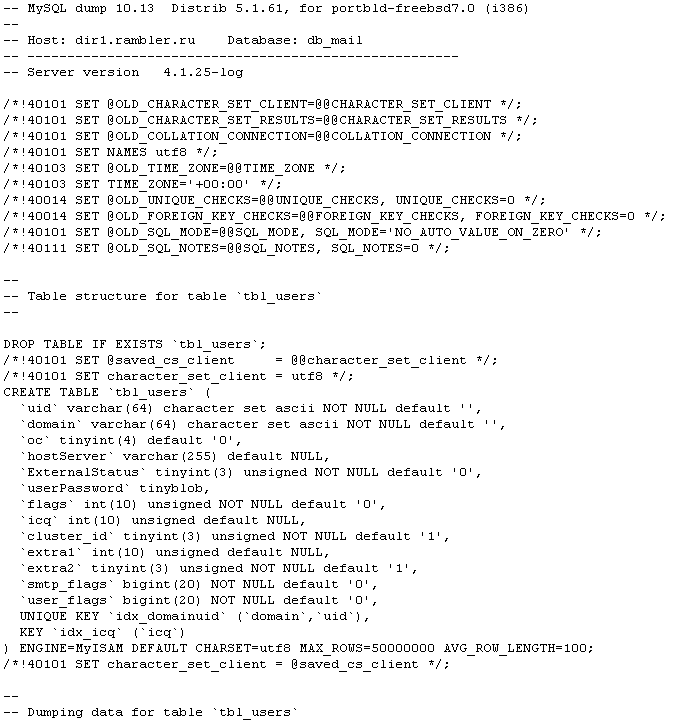 -- MySQL dump 10.13  Distrib 5.1.61, for portbld-freebsd7.0 (i386)
--
-- Host: dir1.rambler.ru    Database: db_mail
-- ------------------------------------------------------
-- Server version   4.1.25-log
/*!40101 SET @OLD_CHARACTER_SET_CLIENT=@@CHARACTER_SET_CLIENT */;
/*!40101 SET @OLD_CHARACTER_SET_RESULTS=@@CHARACTER_SET_RESULTS */;
/*!40101 SET @OLD_COLLATION_CONNECTION=@@COLLATION_CONNECTION */;
/*!40101 SET NAMES utf8 */;
/*!40103 SET @OLD_TIME_ZONE=@@TIME_ZONE */;
/*!40103 SET TIME_ZONE='+00:00' */;
/*!40014 SET @OLD_UNIQUE_CHECKS=@@UNIQUE_CHECKS, UNIQUE_CHECKS=0 */;
/*!40014 SET @OLD_FOREIGN_KEY_CHECKS=@@FOREIGN_KEY_CHECKS, FOREIGN_KEY_CHECKS=0 */;
/*!40101 SET @OLD_SQL_MODE=@@SQL_MODE, SQL_MODE='NO_AUTO_VALUE_ON_ZERO' */;
/*!40111 SET @OLD_SQL_NOTES=@@SQL_NOTES, SQL_NOTES=0 */;
--
-- Table structure for table `tbl_users`
--
DROP TABLE IF EXISTS `tbl_users`;
/*!40101 SET @saved_cs_client     = @@character_set_client */;
/*!40101 SET character_set_client = utf8 */;
CREATE TABLE `tbl_users` (
  `uid` varchar(64) character set ascii NOT NULL default '',
  `domain` varchar(64) character set ascii NOT NULL default '',
  `oc` tinyint(4) default '0',
  `hostServer` varchar(255) default NULL,
  `ExternalStatus` tinyint(3) unsigned NOT NULL default '0',
  `userPassword` tinyblob,
  `flags` int(10) unsigned NOT NULL default '0',
  `icq` int(10) unsigned default NULL,
  `cluster_id` tinyint(3) unsigned NOT NULL default '1',
  `extra1` int(10) unsigned default NULL,
  `extra2` tinyint(3) unsigned NOT NULL default '1',
  `smtp_flags` bigint(20) NOT NULL default '0',
  `user_flags` bigint(20) NOT NULL default '0',
  UNIQUE KEY `idx_domainuid` (`domain`,`uid`),
  KEY `idx_icq` (`icq`)
) ENGINE=MyISAM DEFAULT CHARSET=utf8 MAX_ROWS=50000000 AVG_ROW_LENGTH=100;
/*!40101 SET character_set_client = @saved_cs_client */;
--
-- Dumping data for table `tbl_users`